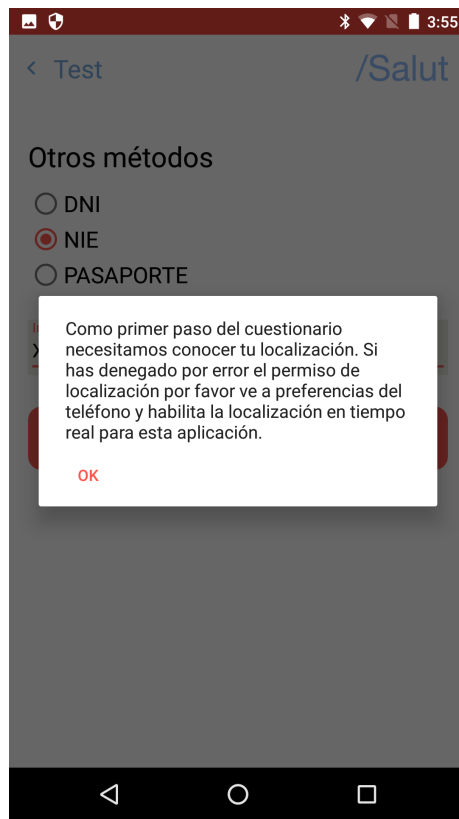 3:55
Test
/Salut
Otros métodos
DNI
NIE
PASAPORTE
Como primer paso del cuestionario
necesitamos conocer tu localización. Si
has denegado por error el permiso de
localización por favor ve a preferencias del
teléfono y habilita la localización en tiempo
real para esta aplicación.
OK